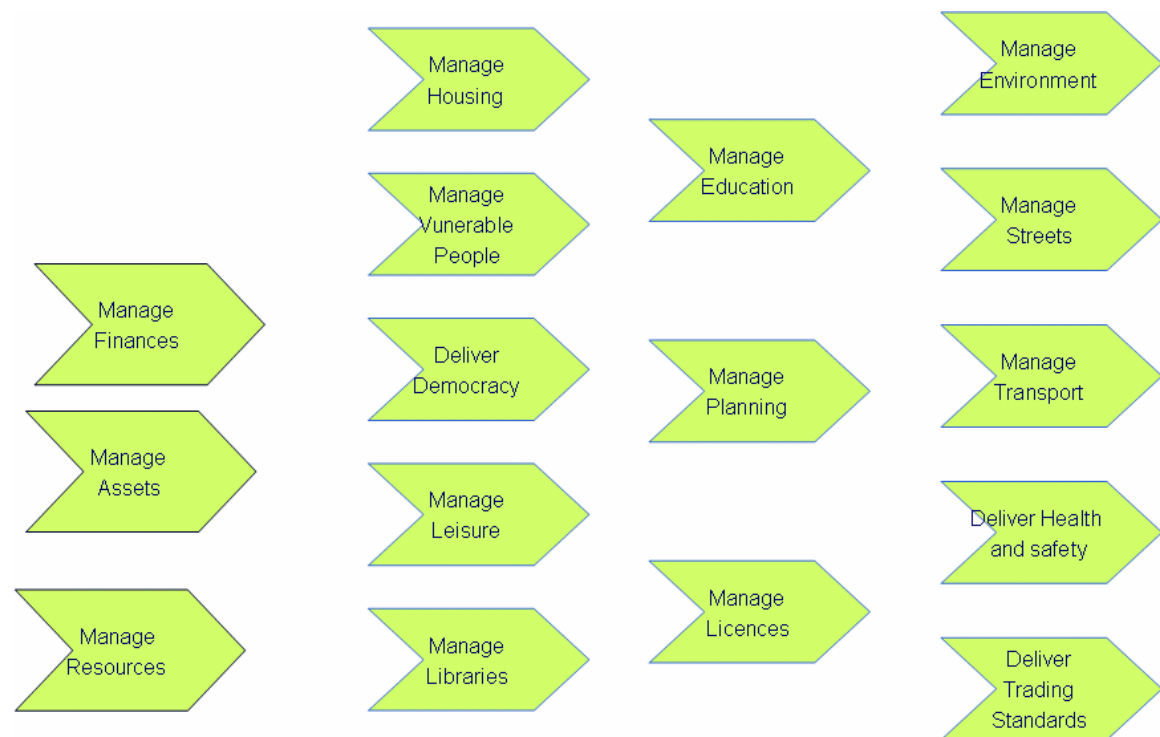 Manage
Finances
Manage
Assets
Manage
Resources
Manage
Housing
Manage
Vunerable
People
Deliver
Democracy
Manage
Leisure
Manage
Libraries
Manage
Education
Manage
Planning
Manage
Licences
Manage
Environment
Manage
Streets
Manage
Transport
Deliver Health
and safety
Deliver
Trading
Standards